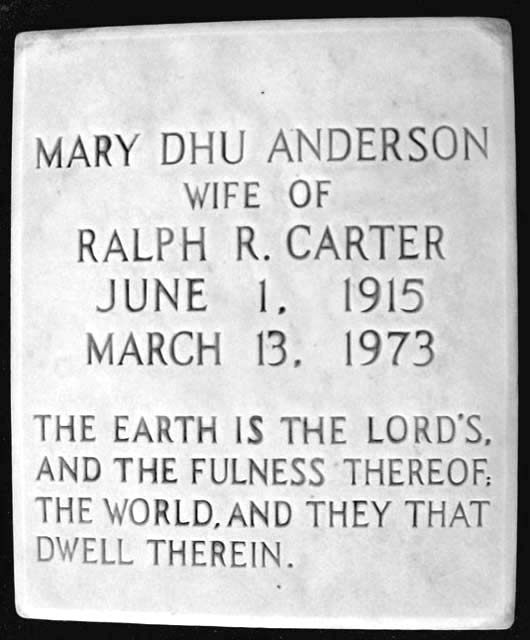 MARY DHU ANDERSON
WIFE OF
RALPH R. CARTER
JUNE 1, 1915
MARCH 13, 1973
THE EARTH IS THE LORD'S,
AND THE FULNESS THEREOF;
THE WORLD, AND THEY THAT
DWELL THEREIN.